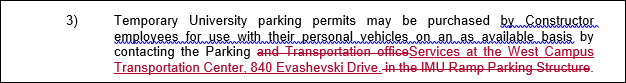 3) Temporary University parking permits may be purchased by Constructor
employees for use with their personal vehicles on an as available basis by
contacting the Parking and Transportation officeServices at the West Campus
Transportation Center, 840 Evashevski Drive. in the IMU Ramp Parking Structure.